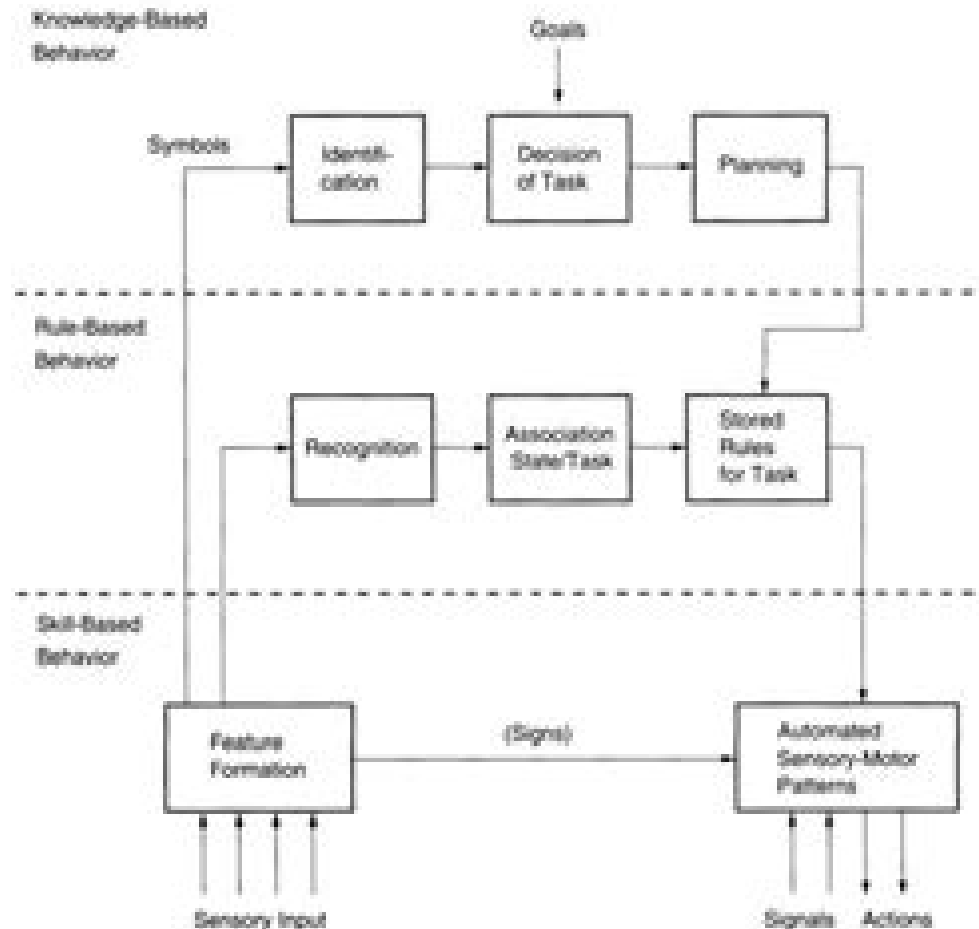 Knowledge-Based
Behavior
Goals
Symbols
Identifi-
cation
Decision
of Task
Planning
Rule-Based
Behavior
Recognition
Association
State/Task
Stored
Rules
for Task
Skill-Based
Behavior
Feature
Formation
(Signs)
Automated
Sensory-Motor
Patterns
Sensory Input
Signals
Actions